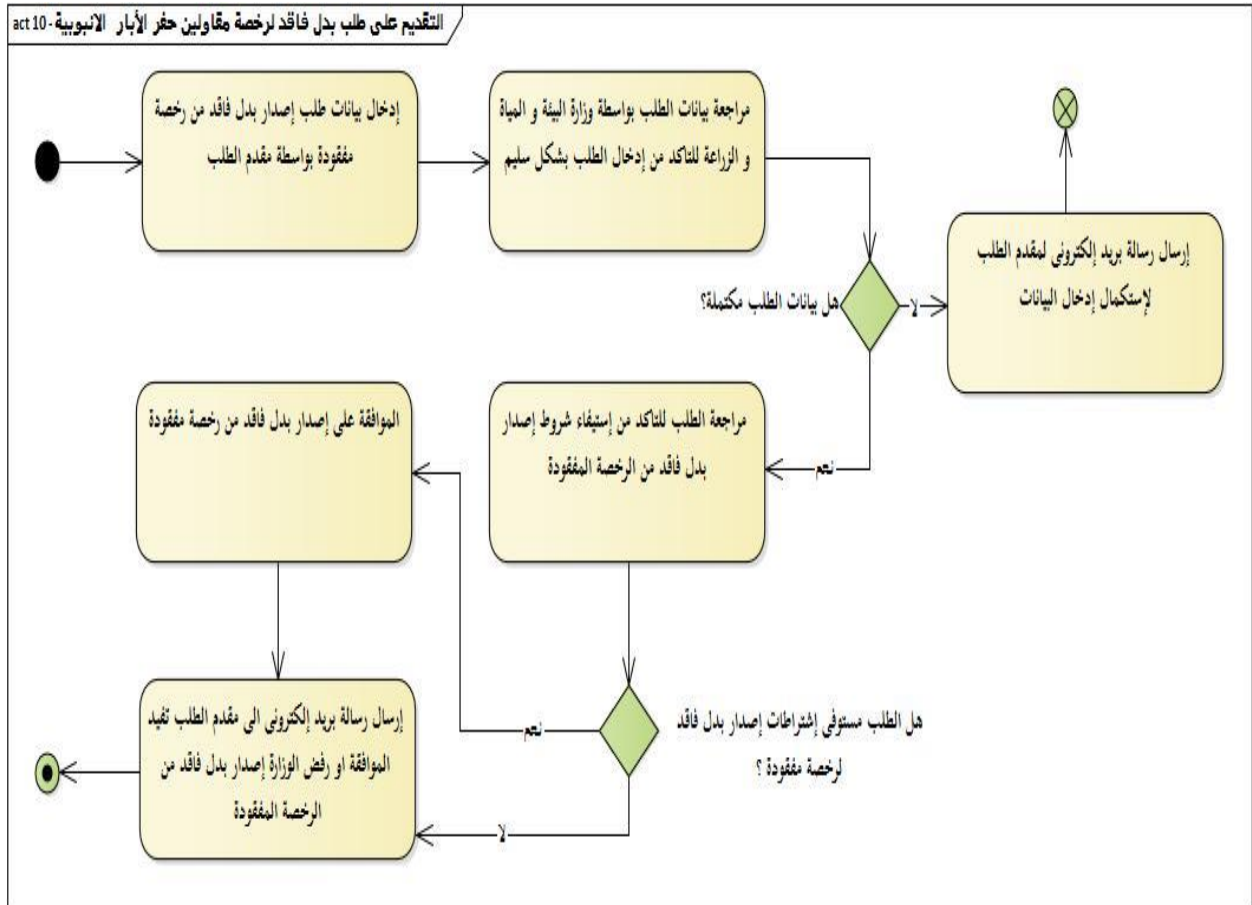 act 10 - التقديم على طلب بدل فاقد لرخصة مقاولين حفر الأبار الانبوبية
إدخال بيانات طلب إصدار بدل فاقد من رخصة
مفقودة بواسطة مقدم الطلب
مراجعة بيانات الطلب بواسطة وزارة البيئة و المياة
و الزراعة للتاكد من إدخال الطلب بشكل سليم
هل بيانات الطلب مكتملة؟
لا
إرسال رسالة بريد إلكترونى لمقدم الطلب
لإستكمال إدخال البيانات
نعم
مراجعة الطلب للتاكد من إستيفاء شروط إصدار
بدل فاقد من الرخصة المفقودة
الموافقة على إصدار بدل فاقد من رخصة مفقودة
هل الطلب مستوفى إشتراطات إصدار بدل فاقد
لرخصة مفقودة ؟
نعم
لا
إرسال رسالة بريد إلكترونى الى مقدم الطلب تفيد
الموافقة او رفض الوزارة إصدار بدل فاقد من
الرخصة المفقودة